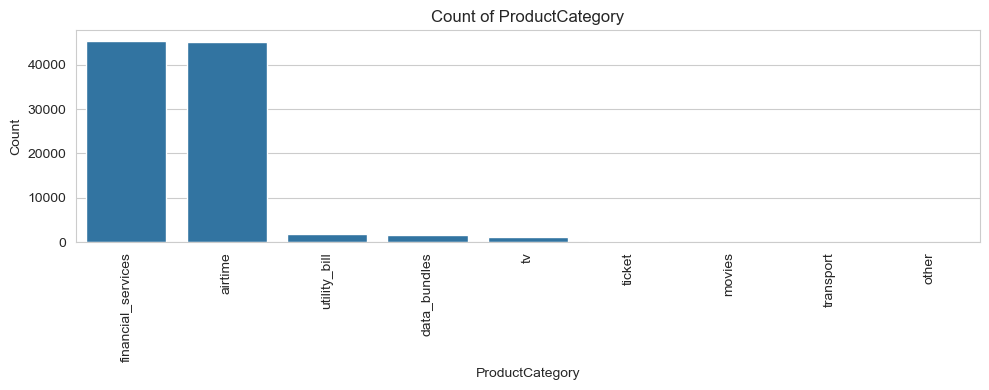 Count of ProductCategory
Count
40000
30000
20000
10000
0
financial_services
airtime
utility_bill
data_bundles
tv
ticket
movies
transport
other
ProductCategory